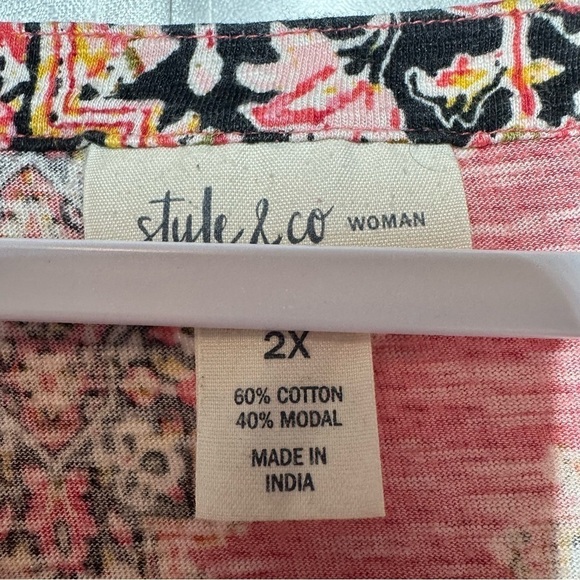 style & co WOMAN
2X
60% COTTON
40% MODAL
MADE IN
INDIA